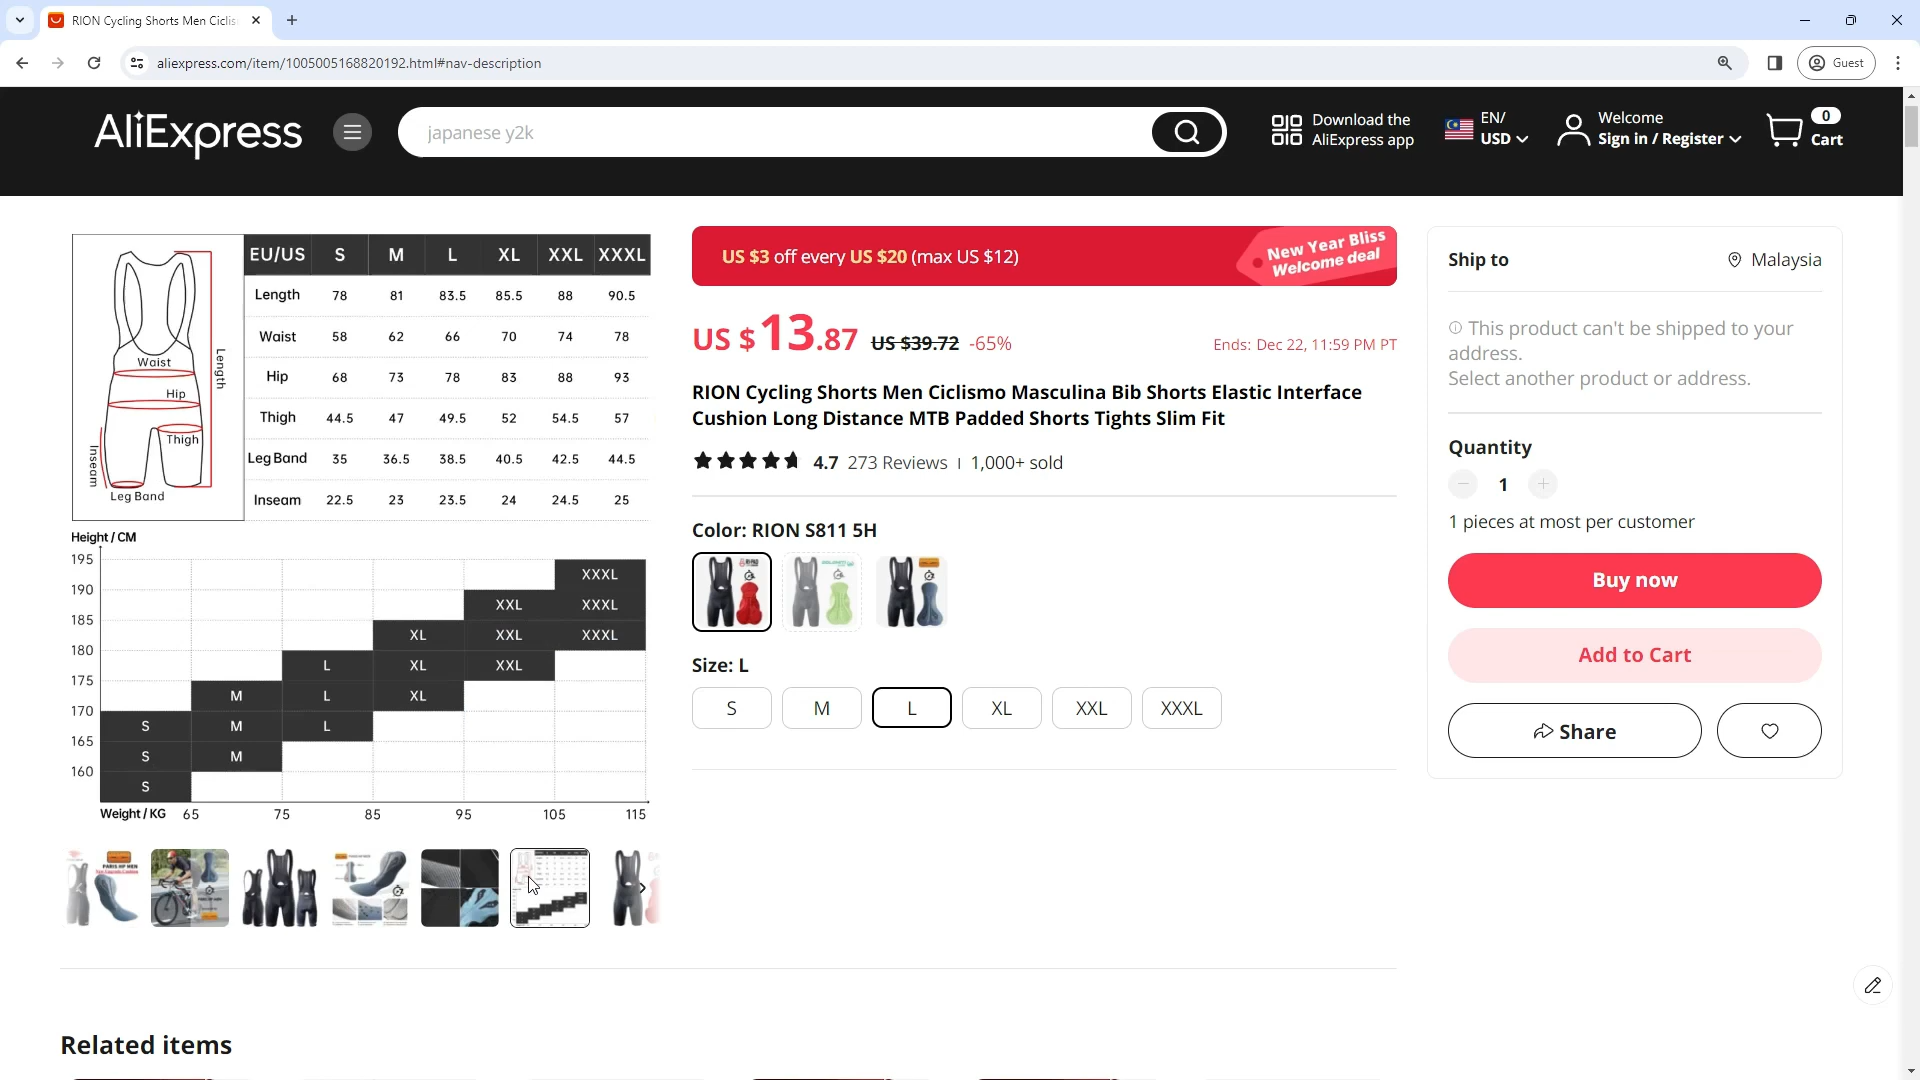 RION Cycling Shorts Men Ciclis
aliexpress.com/item/1005005168820192.html#nav-description
Guest
AliExpress
japanese y2k
Download the
AliExpress app
EN/
USD
Welcome
Sign in / Register
0
Cart
EU/US S M L XL XXL XXXL
Length 78 81 83.5 85.5 88 90.5
Waist 58 62 66 70 74 78
Hip 68 73 78 83 88 93
Thigh 44.5 47 49.5 52 54.5 57
Leg Band 35 36.5 38.5 40.5 42.5 44.5
Inseam 22.5 23 23.5 24 24.5 25
Waist
Hip
Thigh
Length
Inseam
Leg Band
Height / CM
195
XXXL
190
XXL XXXL
185
XL XXL XXXL
180
L XL XXL
175
M L XL
170
S M L
165
S M
160
S
Weight / KG 65 75 85 95 105 115
PARIS HP MEN
US $3 off every US $20 (max US $12)
New Year Bliss
Welcome deal
US $13.87 US $39.72 -65%
Ends: Dec 22, 11:59 PM PT
RION Cycling Shorts Men Ciclismo Masculina Bib Shorts Elastic Interface
Cushion Long Distance MTB Padded Shorts Tights Slim Fit
4.7 273 Reviews 1,000+ sold
Color: RION S811 5H
Size: L
S M L XL XXL XXXL
Ship to
Malaysia
This product can't be shipped to your
address.
Select another product or address.
Quantity
1
1 pieces at most per customer
Buy now
Add to Cart
Share
Related items